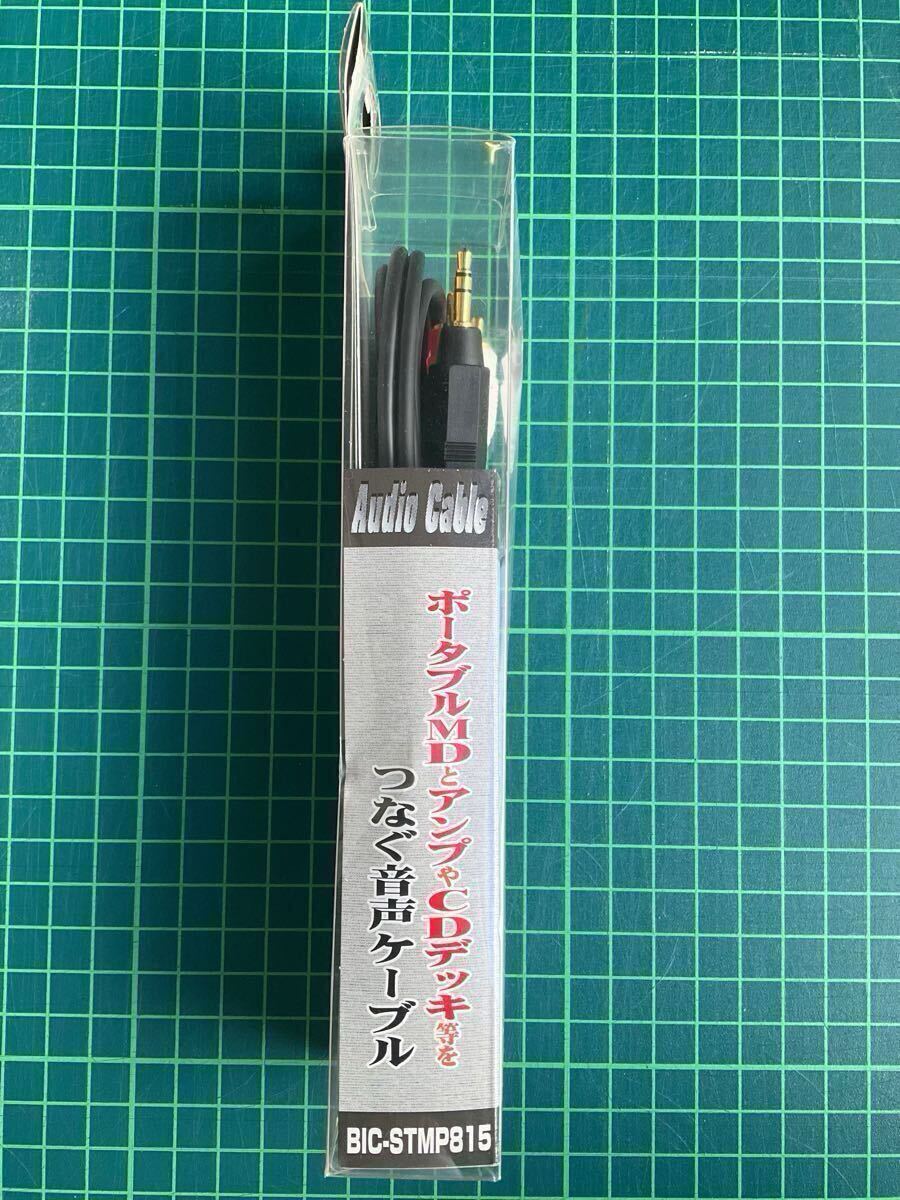 Audio Cable
ポータブルMDとアンプやCDデッキ等を
つなぐ音声ケーブル
BIC-STMP815